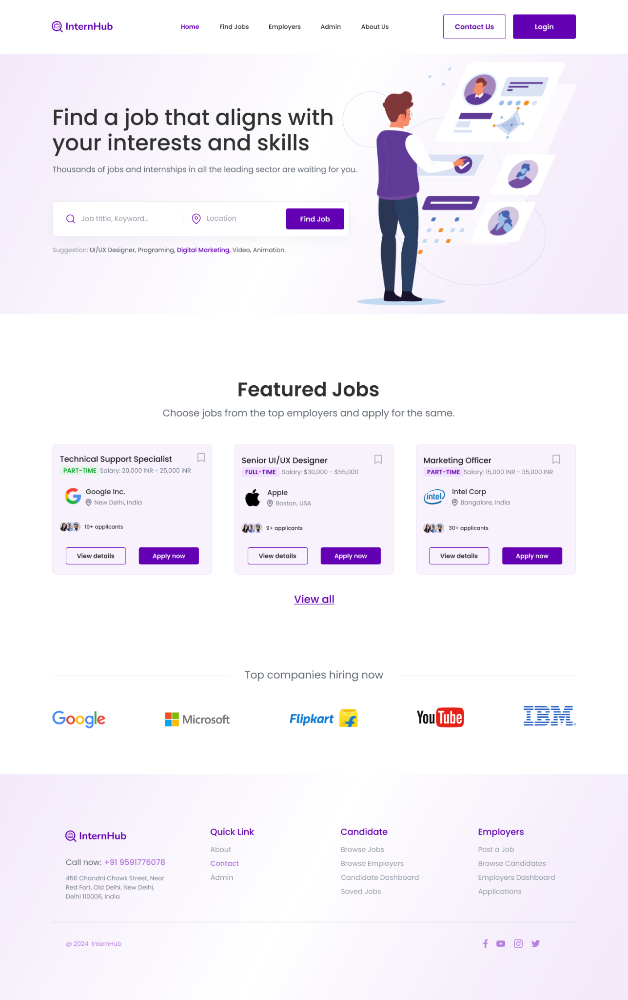 InternHub
Home Find Jobs Employers Admin About Us
Contact Us Login
Find a job that aligns with
your interests and skills
Thousands of jobs and internships in all the leading sector are waiting for you.
Job tittle, Keyword... Location Find Job
Suggestion: UI/UX Designer, Programing, Digital Marketing, Video, Animation.
Featured Jobs
Choose jobs from the top employers and apply for the same.
Technical Support Specialist
PART-TIME Salary: 20,000 INR - 25,000 INR
Google Inc.
New Delhi, India
10+ applicants
View details Apply now
Senior UI/UX Designer
FULL-TIME Salary: $30,000 - $55,000
Apple
Boston, USA
9+ applicants
View details Apply now
Marketing Officer
PART-TIME Salary: 15,000 INR - 35,000 INR
intel
Intel Corp
Bangalore, India
30+ applicants
View details Apply now
View all
Top companies hiring now
Google Microsoft Flipkart YouTube IBM
InternHub
Call now: +91 9591776078
456 Chandni Chowk Street, Near
Red Fort, Old Delhi, New Delhi,
Delhi 110006, India
Quick Link
About
Contact
Admin
Candidate
Browse Jobs
Browse Employers
Candidate Dashboard
Saved Jobs
Employers
Post a Job
Browse Candidates
Employers Dashboard
Applications
@ 2024 InternHub